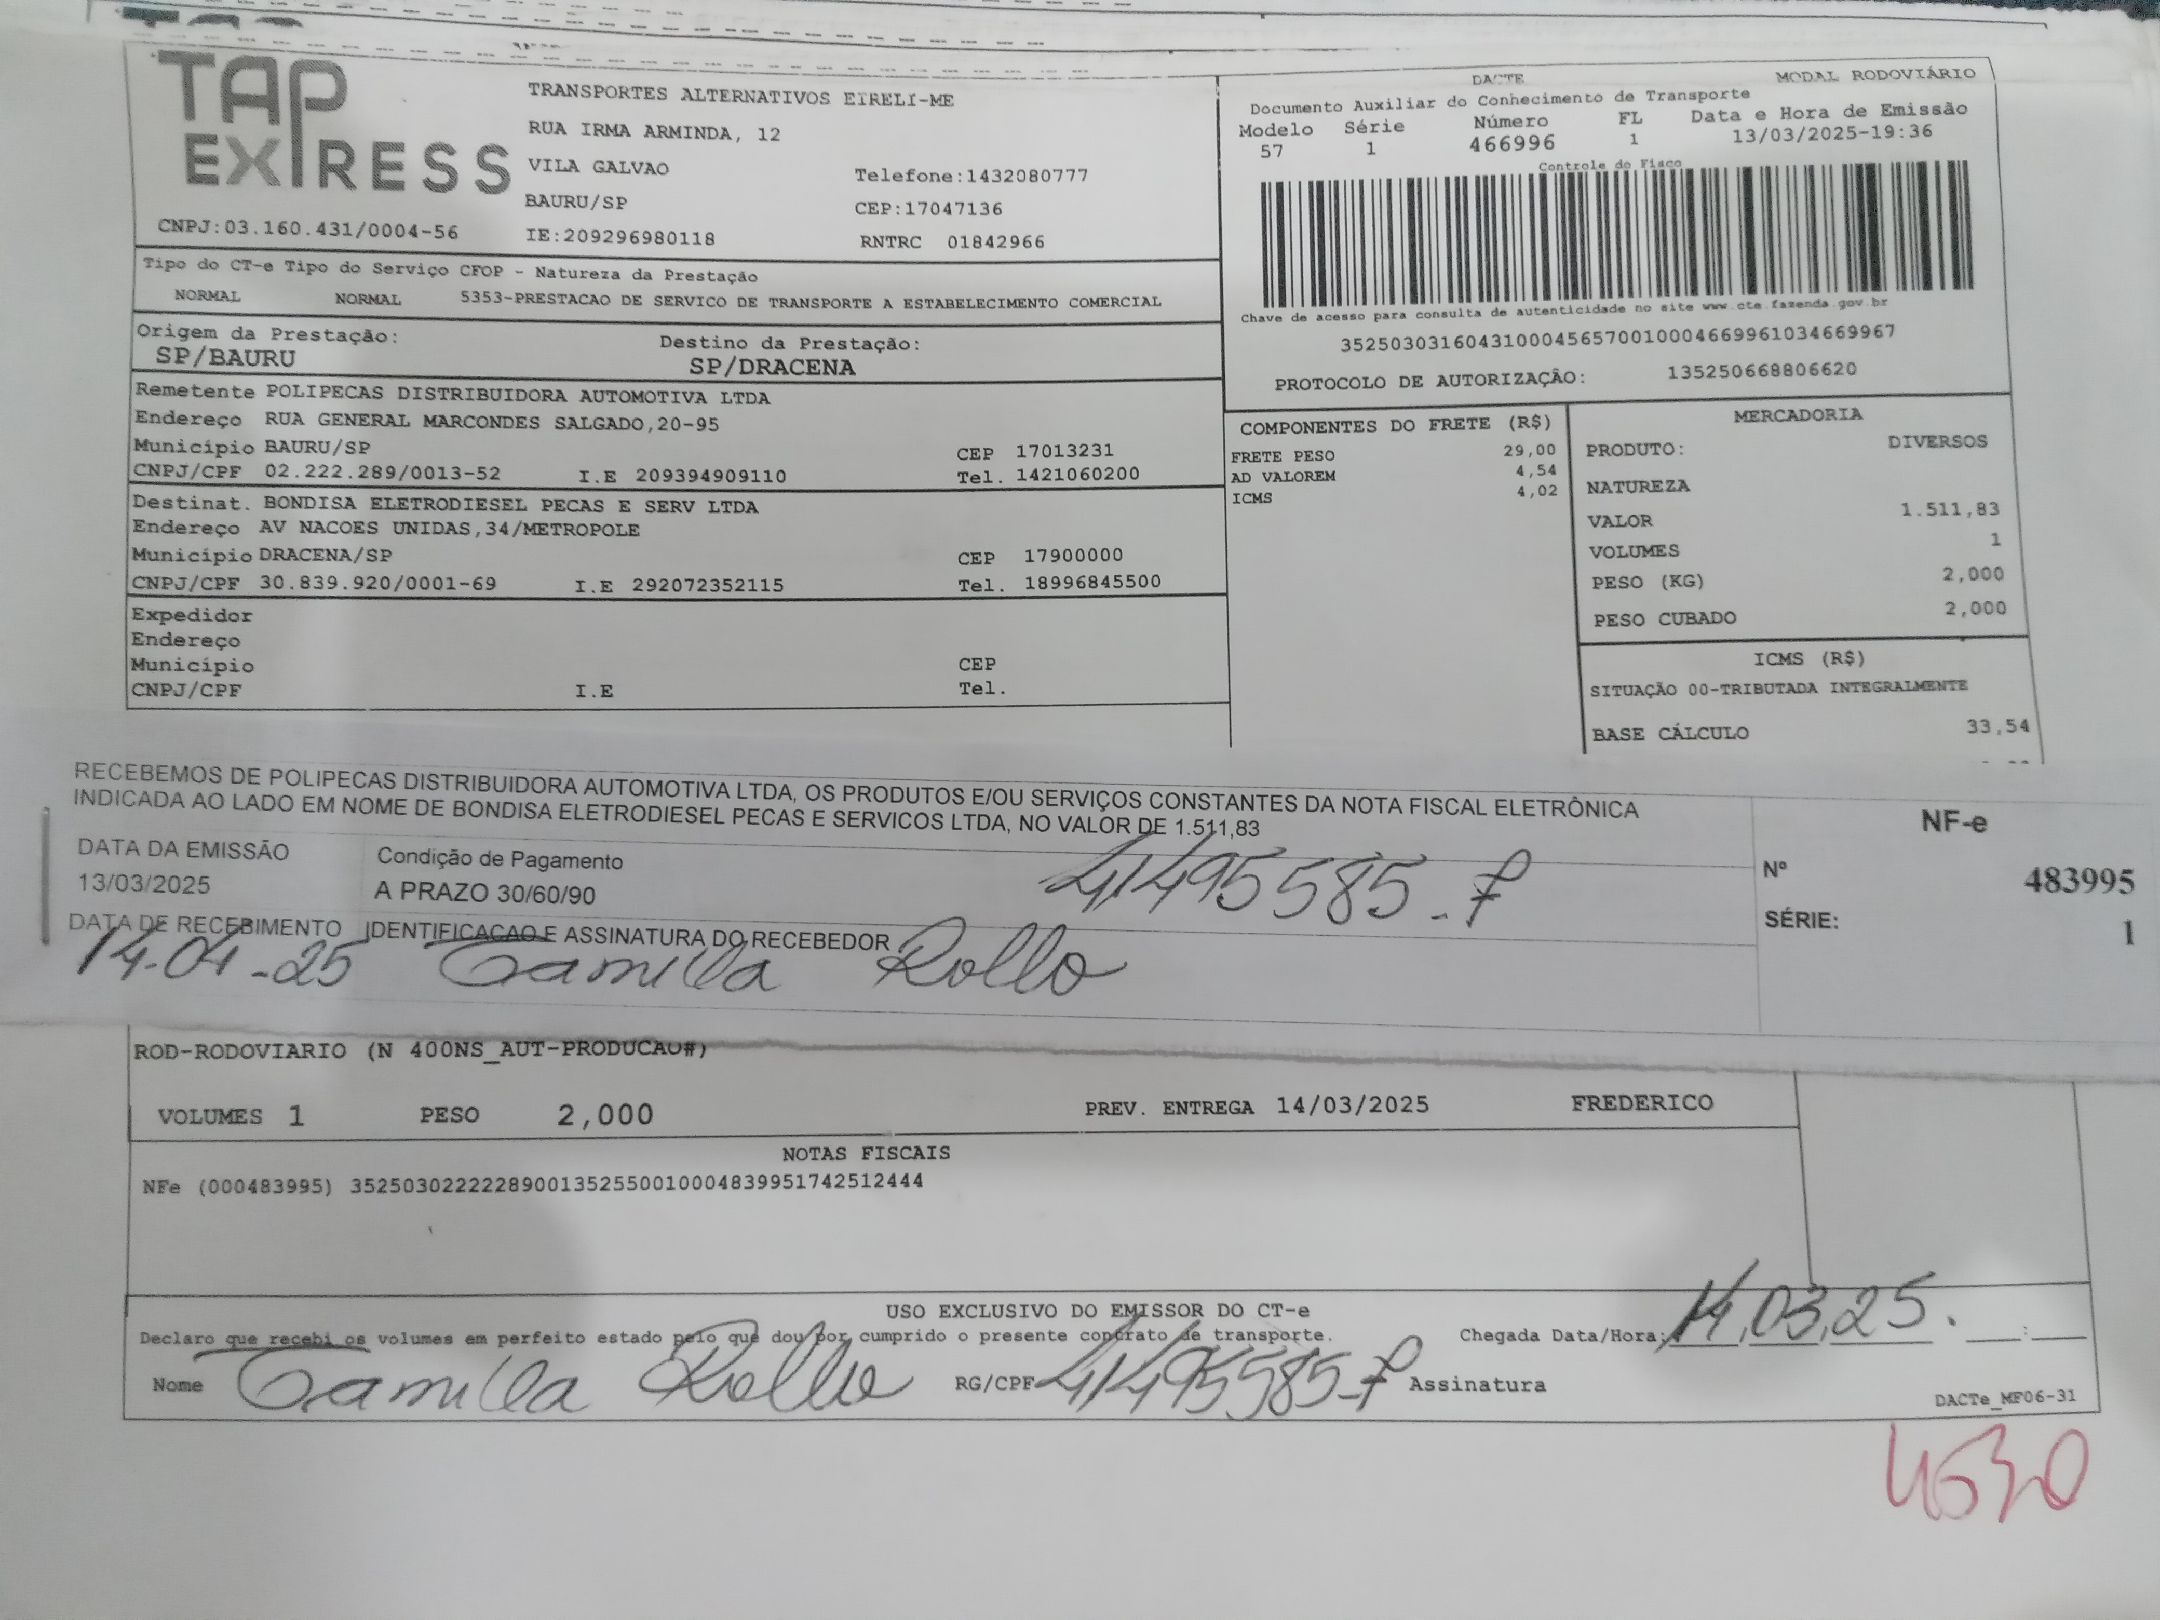 TAP
EXPRESS
TRANSPORTES ALTERNATIVOS EIRELI-ME
RUA IRMA ARMINDA, 12
VILA GALVAO
Telefone:1432080777
BAURU/SP
CEP:17047136
CNPJ:03.160.431/0004-56
IE:209296980118
RNTRC 01842966
DACTE
MODAL RODOVIÁRIO
Documento Auxiliar do Conhecimento de Transporte
Modelo Série Número FL Data e Hora de Emissão
57 1 466996 1 13/03/2025-19:36
Controle do Fisco
Chave de acesso para consulta de autenticidade no site www.cte.fazenda.gov.br
35250303160431000456570010004669961034669967
PROTOCOLO DE AUTORIZAÇÃO: 135250668806620
Tipo do CT-e Tipo do Serviço CFOP - Natureza da Prestação
NORMAL NORMAL 5353-PRESTACAO DE SERVICO DE TRANSPORTE A ESTABELECIMENTO COMERCIAL
Origem da Prestação: Destino da Prestação:
SP/BAURU SP/DRACENA
Remetente POLIPECAS DISTRIBUIDORA AUTOMOTIVA LTDA
Endereço RUA GENERAL MARCONDES SALGADO,20-95
Município BAURU/SP CEP 17013231
CNPJ/CPF 02.222.289/0013-52 I.E 209394909110 Tel. 1421060200
Destinat. BONDISA ELETRODIESEL PECAS E SERV LTDA
Endereço AV NACOES UNIDAS,34/METROPOLE
Município DRACENA/SP CEP 17900000
CNPJ/CPF 30.839.920/0001-69 I.E 292072352115 Tel. 18996845500
Expedidor
Endereço
Município CEP
CNPJ/CPF I.E Tel.
COMPONENTES DO FRETE (R$)
FRETE PESO 29,00
AD VALOREM 4,54
ICMS 4,02
MERCADORIA
PRODUTO: DIVERSOS
NATUREZA
VALOR 1.511,83
VOLUMES 1
PESO (KG) 2,000
PESO CUBADO 2,000
ICMS (R$)
SITUAÇÃO 00-TRIBUTADA INTEGRALMENTE
BASE CÁLCULO 33,54
RECEBEMOS DE POLIPECAS DISTRIBUIDORA AUTOMOTIVA LTDA, OS PRODUTOS E/OU SERVIÇOS CONSTANTES DA NOTA FISCAL ELETRÔNICA
INDICADA AO LADO EM NOME DE BONDISA ELETRODIESEL PECAS E SERVICOS LTDA, NO VALOR DE 1.511,83
DATA DA EMISSÃO Condição de Pagamento
13/03/2025 A PRAZO 30/60/90
41495585-7
DATA DE RECEBIMENTO IDENTIFICACAO E ASSINATURA DO RECEBEDOR
14-04-25 Camilla Rollo
NF-e
Nº 483995
SÉRIE: 1
ROD-RODOVIARIO (N 400NS_AUT-PRODUCAO#)
VOLUMES 1 PESO 2,000 PREV. ENTREGA 14/03/2025 FREDERICO
NOTAS FISCAIS
NFe (000483995) 35250302222289001352550010004839951742512444
USO EXCLUSIVO DO EMISSOR DO CT-e
Declaro que recebi os volumes em perfeito estado pelo que dou por cumprido o presente contrato de transporte. Chegada Data/Hora: 14.03.25. :
Nome Camilla Rollo RG/CPF 41495585-7 Assinatura
DACTe_MF06-31
4630